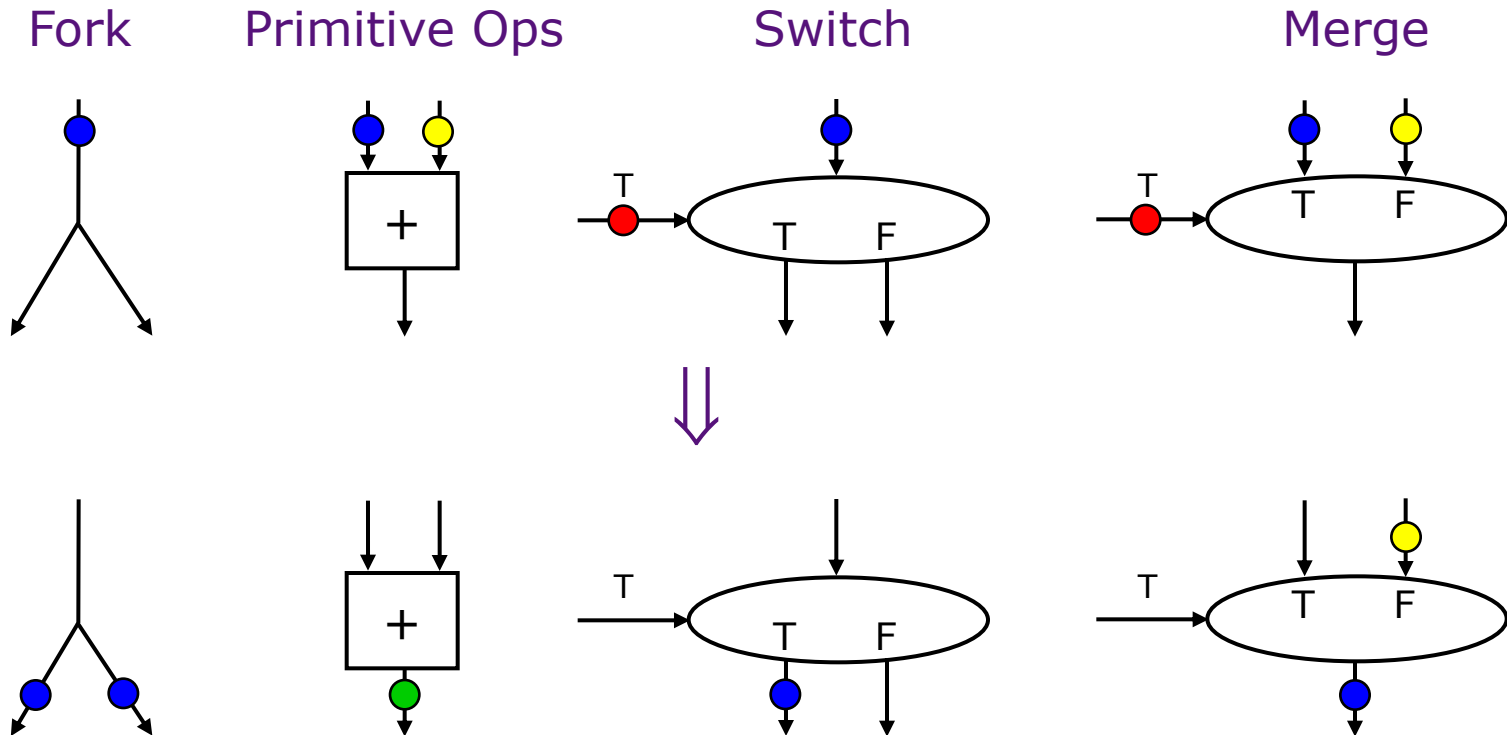 Fork Primitive Ops Switch Merge
T T
T F
+ T F
⇓
T T
T F
+ T F